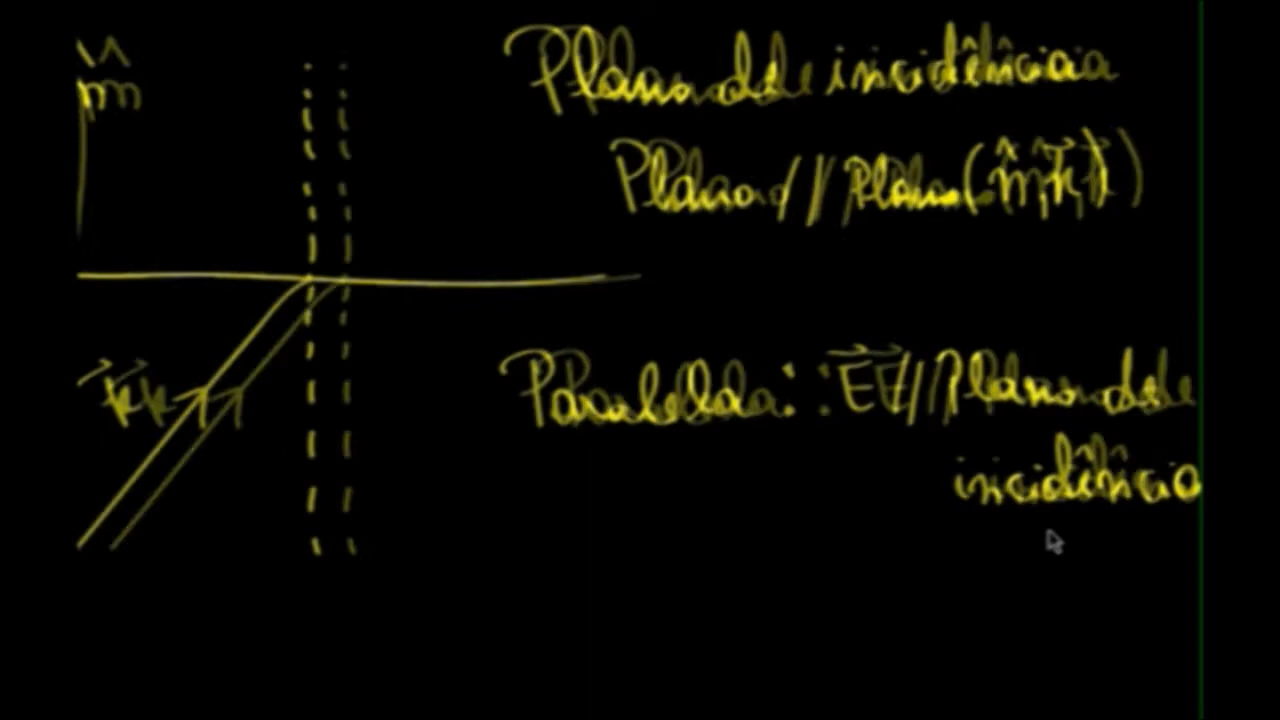 n̂
Plano de incidência
Plano // plano (n̂, k⃗)
k⃗
Paralela: E⃗ // Plano de
incidência